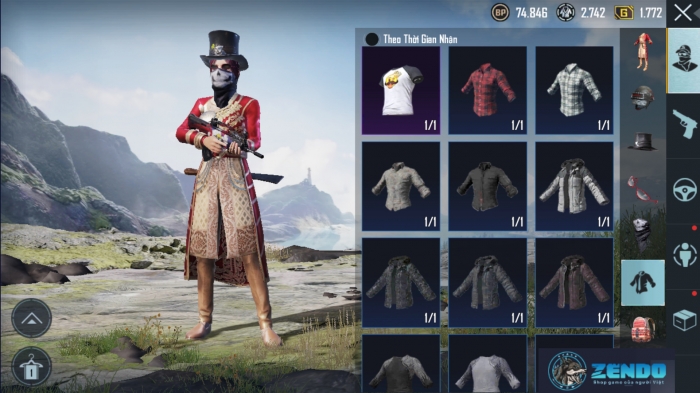 BP 74.846 2.742 G 1.772
Theo Thời Gian Nhận
1/1 1/1 1/1
1/1 1/1 1/1
1/1 1/1 1/1
ZENDO
Shop game của người Việt